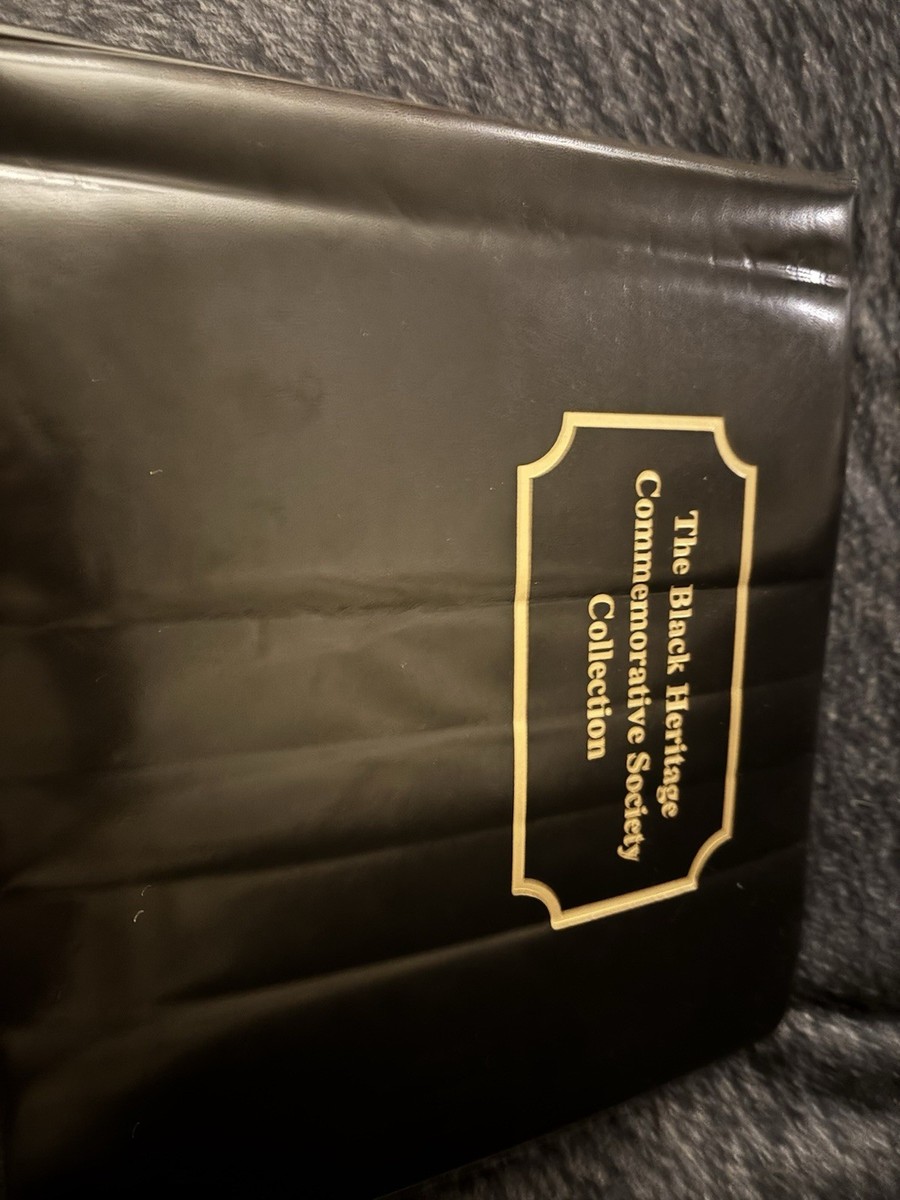 The Black Heritage
Commemorative Society
Collection